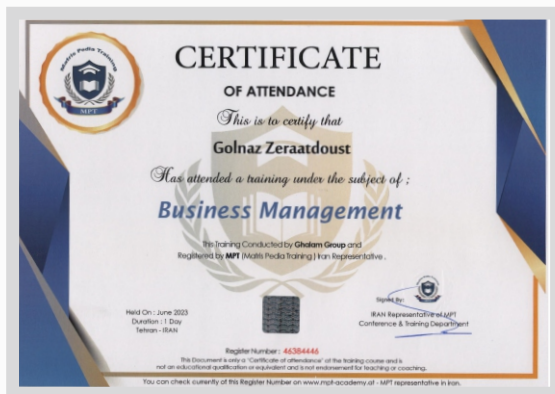 Matris Pedia Training
MPT
CERTIFICATE
OF ATTENDANCE
This is to certify that
Golnaz Zeraatdoust
Has attended a training under the subject of ;
Business Management
This Training Conducted by Ghalam Group and
Registered by MPT (Matris Pedia Training) Iran Representative .
Held On : June 2023
Duration : 1 Day
Tehran - IRAN
Signed By:
IRAN Representative of MPT
Conference & Training Department
Register Number : 46384446
This Document is only a "Certificate of attendance" at the training course and is
not an educational qualification or equivalent and is not endorsement for teaching or coaching.
You can check currently of this Register Number on www.mpt-academy.at - MPT representative in Iran.